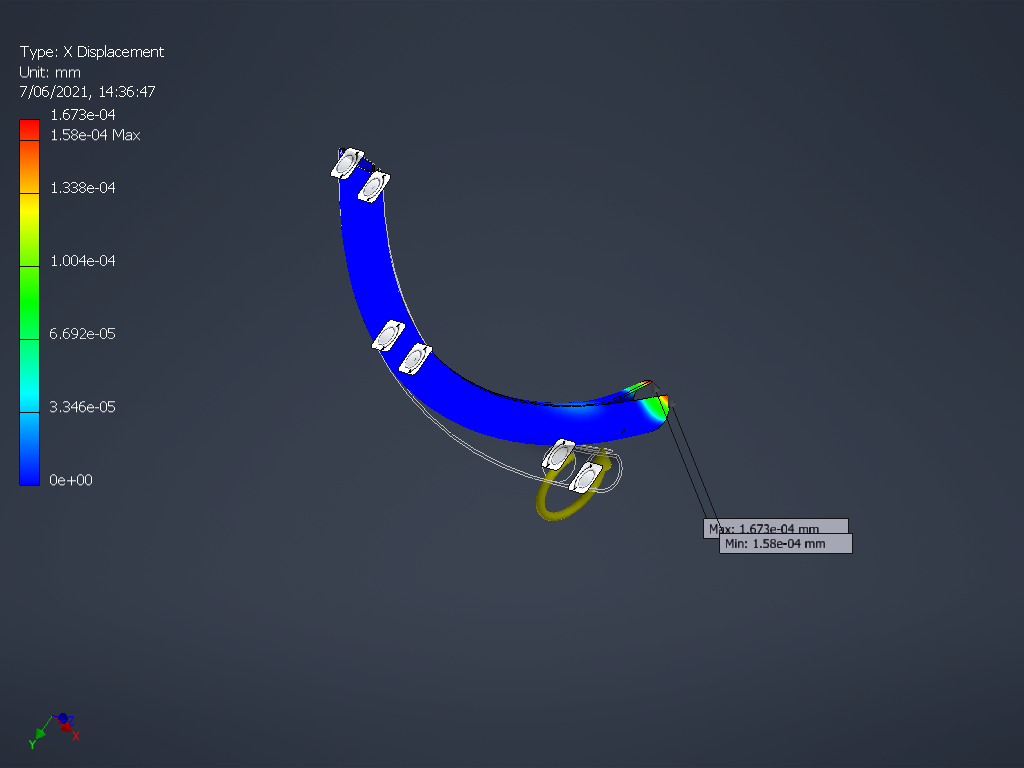 Type: X Displacement
Unit: mm
7/06/2021, 14:36:47
1.673e-04
1.58e-04 Max
1.338e-04
1.004e-04
6.692e-05
3.346e-05
0e+00
Max: 1.673e-04 mm
Min: 1.58e-04 mm
Z
X
Y